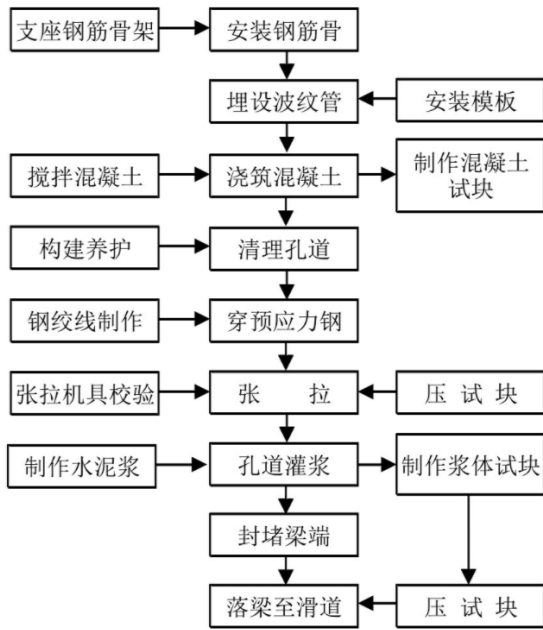 支座钢筋骨架
安装钢筋骨
埋设波纹管
安装模板
搅拌混凝土
浇筑混凝土
制作混凝土
试块
构建养护
清理孔道
钢绞线制作
穿预应力钢
张拉机具校验
张 拉
压 试 块
制作水泥浆
孔道灌浆
制作浆体试块
封堵梁端
落梁至滑道
压 试 块